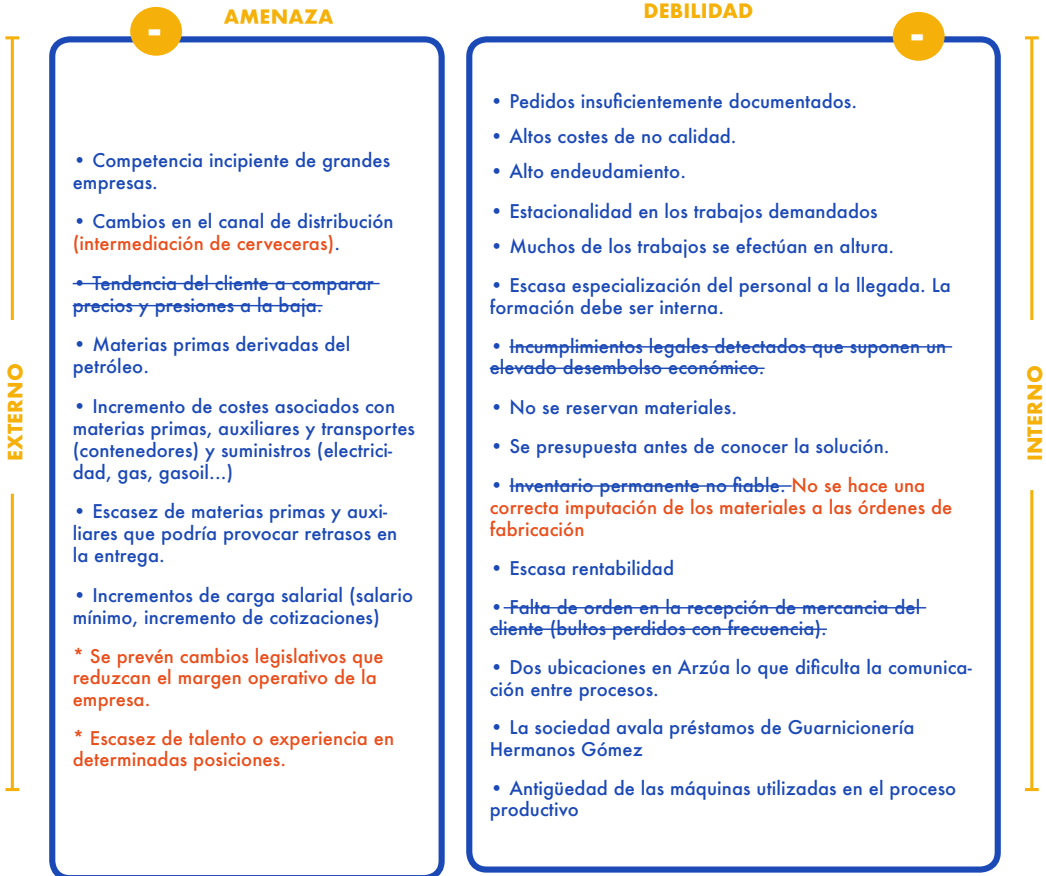 AMENAZA
-
EXTERNO
• Competencia incipiente de grandes
empresas.
• Cambios en el canal de distribución
(intermediación de cerveceras).
• Tendencia del cliente a comparar
precios y presiones a la baja.
• Materias primas derivadas del
petróleo.
• Incremento de costes asociados con
materias primas, auxiliares y transportes
(contenedores) y suministros (electrici-
dad, gas, gasoil...)
• Escasez de materias primas y auxi-
liares que podría provocar retrasos en
la entrega.
• Incrementos de carga salarial (salario
mínimo, incremento de cotizaciones)
* Se prevén cambios legislativos que
reduzcan el margen operativo de la
empresa.
* Escasez de talento o experiencia en
determinadas posiciones.
DEBILIDAD
-
INTERNO
• Pedidos insuficientemente documentados.
• Altos costes de no calidad.
• Alto endeudamiento.
• Estacionalidad en los trabajos demandados
• Muchos de los trabajos se efectúan en altura.
• Escasa especialización del personal a la llegada. La
formación debe ser interna.
• Incumplimientos legales detectados que suponen un
elevado desembolso económico.
• No se reservan materiales.
• Se presupuesta antes de conocer la solución.
• Inventario permanente no fiable. No se hace una
correcta imputación de los materiales a las órdenes de
fabricación
• Escasa rentabilidad
• Falta de orden en la recepción de mercancia del
cliente (bultos perdidos con frecuencia).
• Dos ubicaciones en Arzúa lo que dificulta la comunica-
ción entre procesos.
• La sociedad avala préstamos de Guarnicionería
Hermanos Gómez
• Antigüedad de las máquinas utilizadas en el proceso
productivo